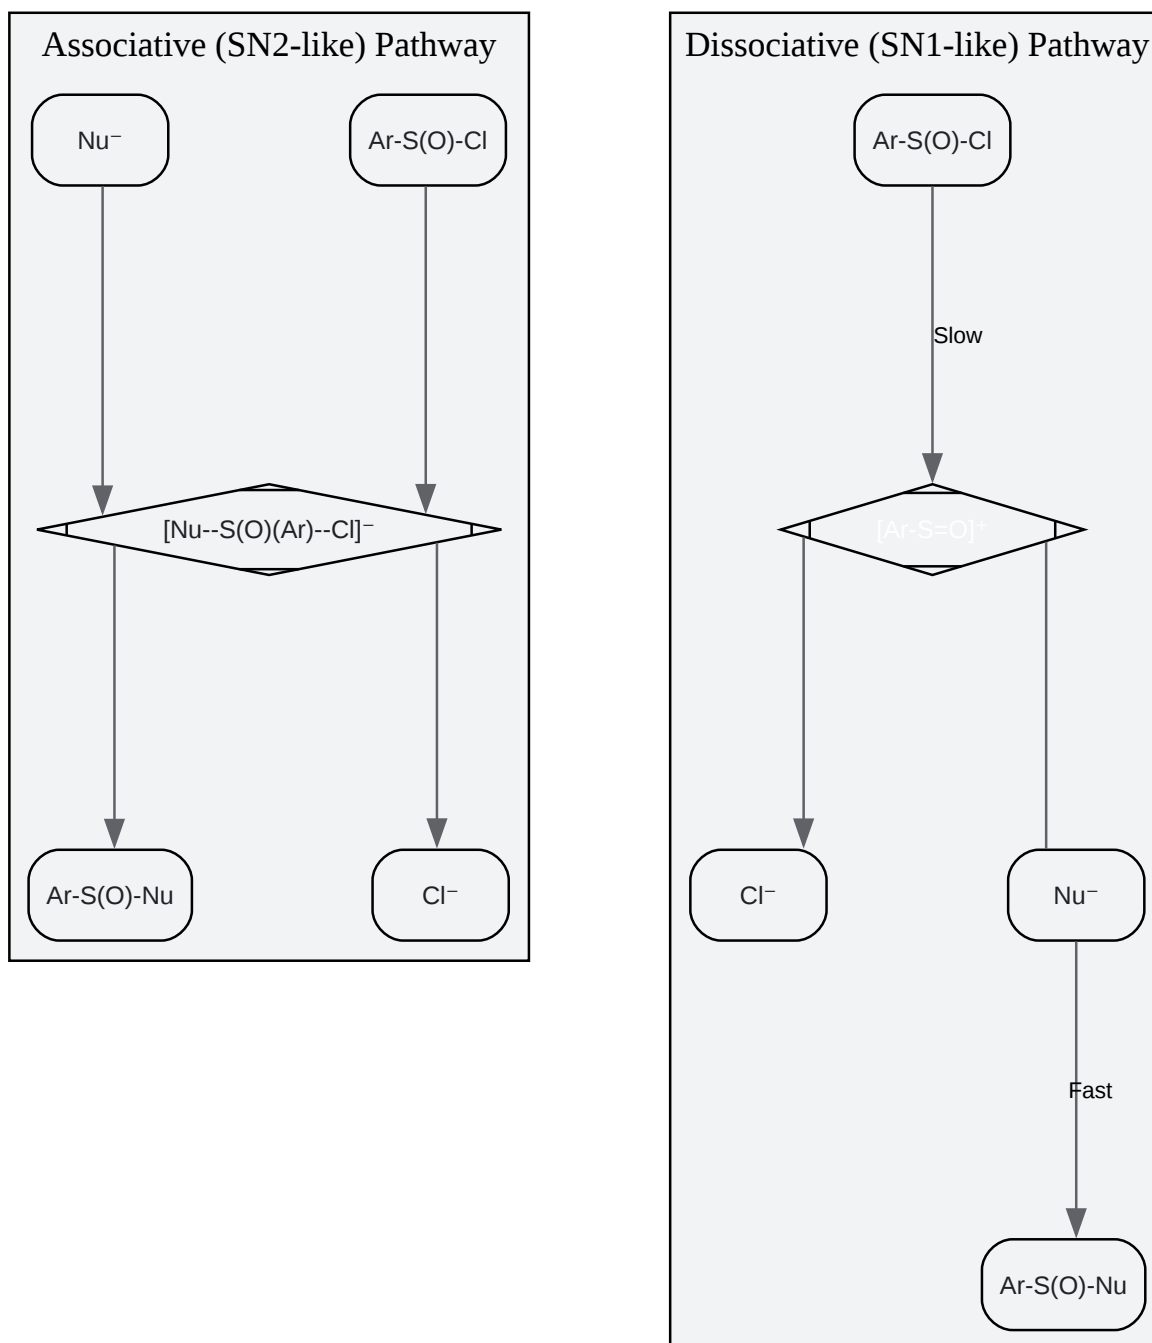 Associative (SN2-like) Pathway
Nu⁻
Ar-S(O)-Cl
[Nu--S(O)(Ar)--Cl]⁻
Ar-S(O)-Nu
Cl⁻
Dissociative (SN1-like) Pathway
Ar-S(O)-Cl
Slow
[Ar-S=O]⁺
Cl⁻
Nu⁻
Fast
Ar-S(O)-Nu